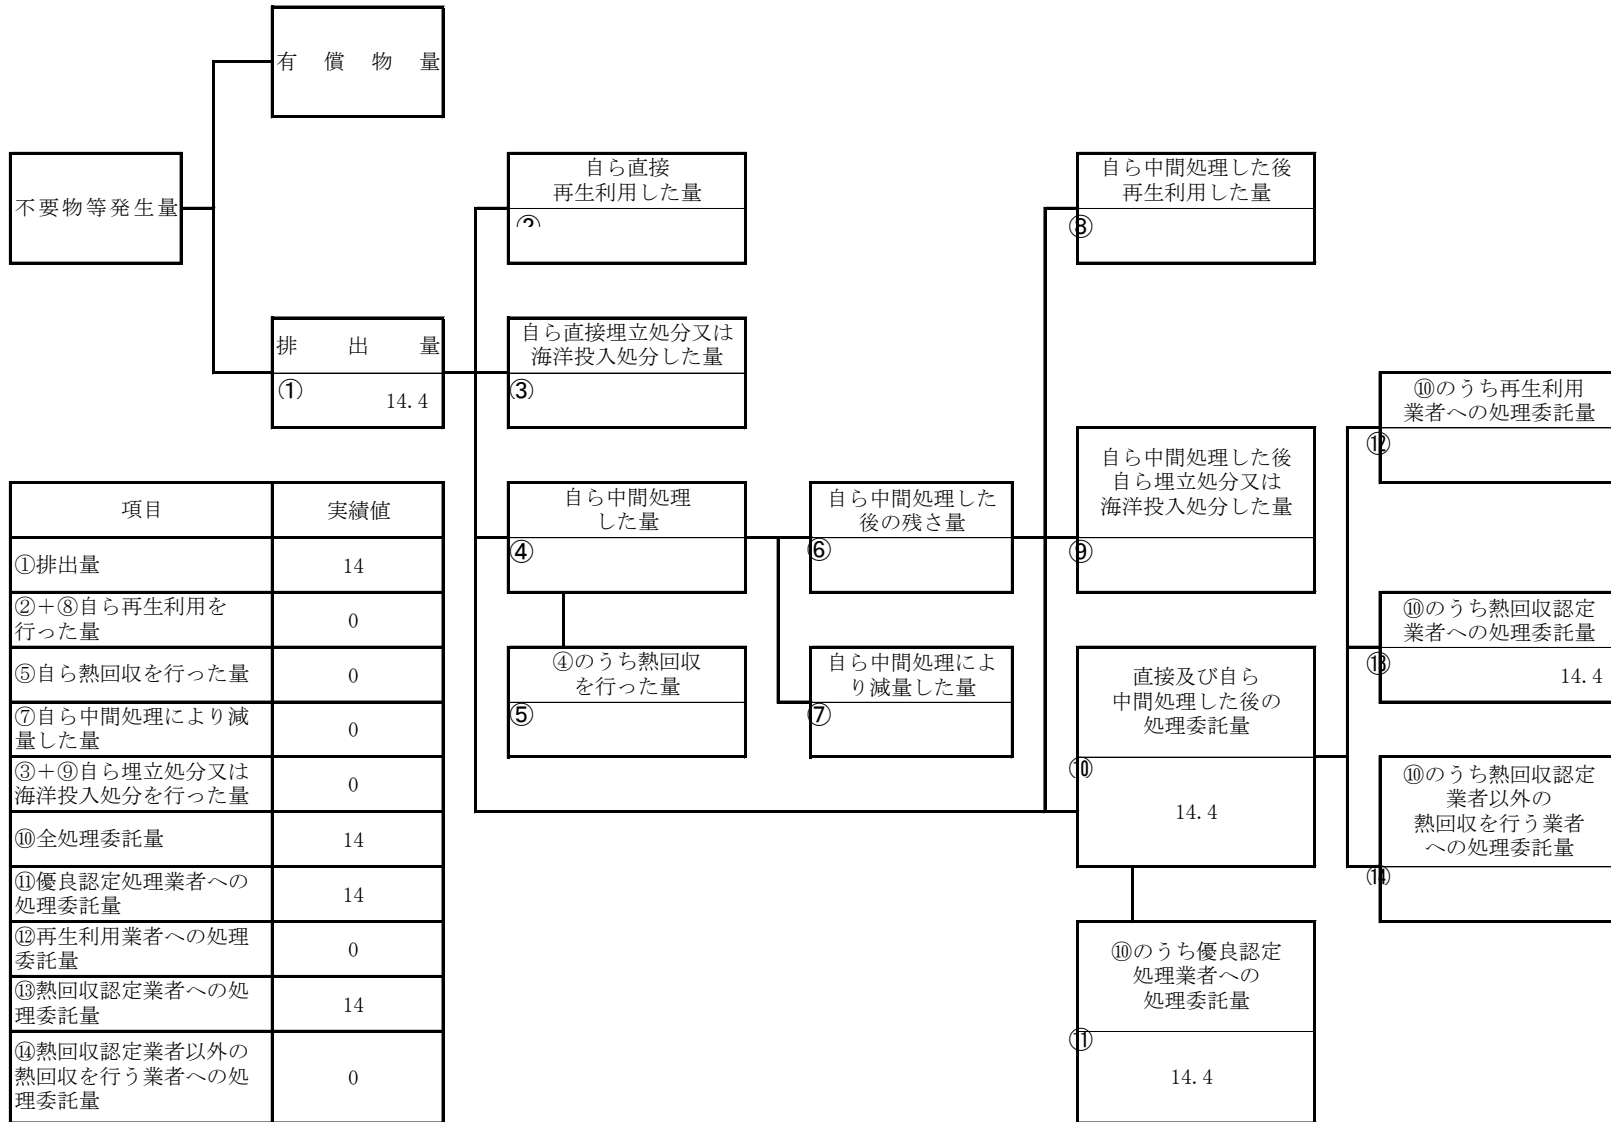 有償物量
不要物等発生量
排出量
①
14.4
自ら直接
再生利用した量
②
自ら直接埋立処分又は
海洋投入処分した量
③
自ら中間処理
した量
④
④のうち熱回収
を行った量
⑤
自ら中間処理した
後の残さ量
⑥
自ら中間処理によ
り減量した量
⑦
自ら中間処理した後
再生利用した量
⑧
自ら中間処理した後
自ら埋立処分又は
海洋投入処分した量
⑨
直接及び自ら
中間処理した後の
処理委託量
⑩
14.4
⑩のうち優良認定
処理業者への
処理委託量
⑪
14.4
⑩のうち再生利用
業者への処理委託量
⑫
⑩のうち熱回収認定
業者への処理委託量
⑬
14.4
⑩のうち熱回収認定
業者以外の
熱回収を行う業者
への処理委託量
⑭
項目 実績値
①排出量 14
②+⑧自ら再生利用を
行った量 0
⑤自ら熱回収を行った量 0
⑦自ら中間処理により減
量した量 0
③+⑨自ら埋立処分又は
海洋投入処分を行った量 0
⑩全処理委託量 14
⑪優良認定処理業者への
処理委託量 14
⑫再生利用業者への処理
委託量 0
⑬熱回収認定業者への処
理委託量 14
⑭熱回収認定業者以外の
熱回収を行う業者への処
理委託量 0